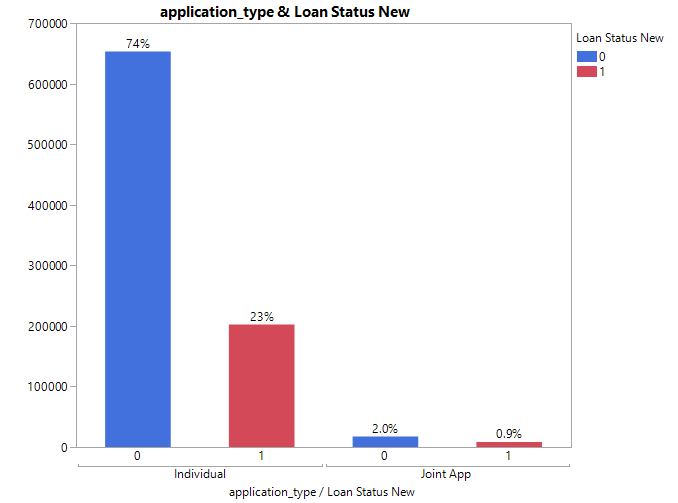 application_type & Loan Status New
700000
600000
500000
400000
300000
200000
100000
0
74%
23%
2.0%
0.9%
0 1 0 1
Individual Joint App
application_type / Loan Status New
Loan Status New
0
1